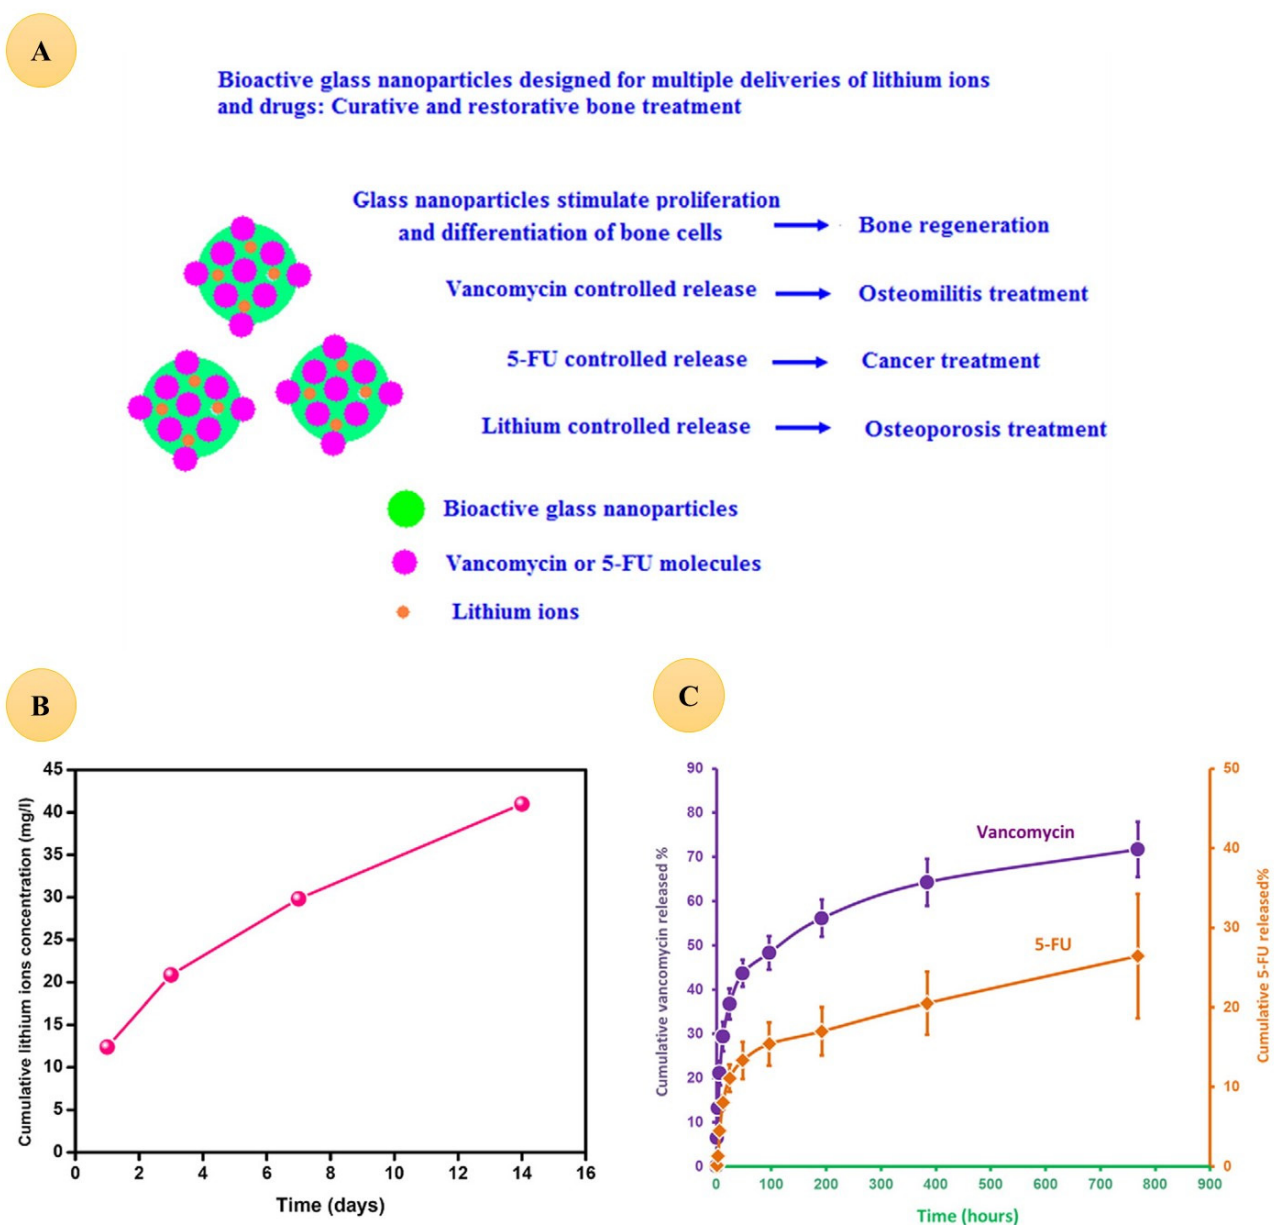 A
Bioactive glass nanoparticles designed for multiple deliveries of lithium ions
and drugs: Curative and restorative bone treatment
Glass nanoparticles stimulate proliferation
and differentiation of bone cells
Bone regeneration
Vancomycin controlled release
Osteomilitis treatment
5-FU controlled release
Cancer treatment
Lithium controlled release
Osteoporosis treatment
Bioactive glass nanoparticles
Vancomycin or 5-FU molecules
Lithium ions
B
Cumulative lithium ions concentration (mg/l)
45
40
35
30
25
20
15
10
5
0
0 2 4 6 8 10 12 14 16
Time (days)
C
Cumulative vancomycin released %
90
80
70
60
50
40
30
20
10
0
Vancomycin
5-FU
50
40
30
20
10
0
Cumulative 5-FU released%
0 100 200 300 400 500 600 700 800 900
Time (hours)